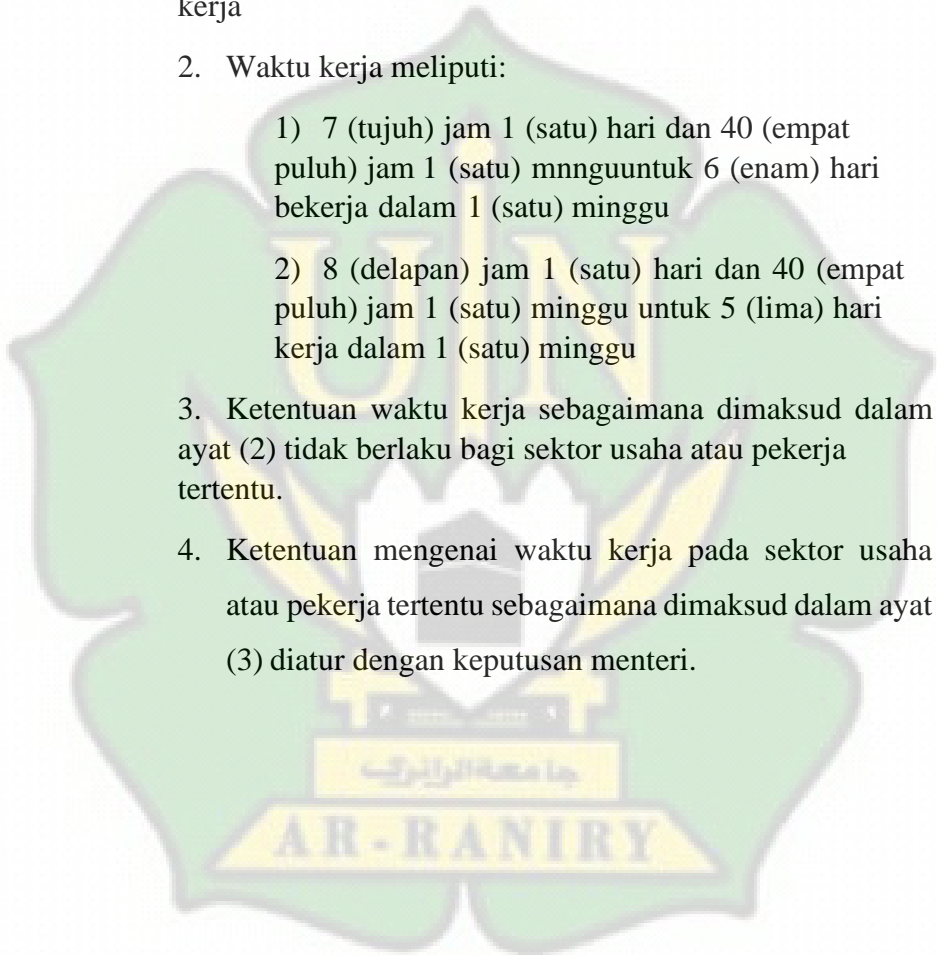 kerja
2. Waktu kerja meliputi:
1) 7 (tujuh) jam 1 (satu) hari dan 40 (empat
puluh) jam 1 (satu) mnnguuntuk 6 (enam) hari
bekerja dalam 1 (satu) minggu
2) 8 (delapan) jam 1 (satu) hari dan 40 (empat
puluh) jam 1 (satu) minggu untuk 5 (lima) hari
kerja dalam 1 (satu) minggu
3. Ketentuan waktu kerja sebagaimana dimaksud dalam
ayat (2) tidak berlaku bagi sektor usaha atau pekerja
tertentu.
4. Ketentuan mengenai waktu kerja pada sektor usaha
atau pekerja tertentu sebagaimana dimaksud dalam ayat
(3) diatur dengan keputusan menteri.
UIN
جامعة الرانري
AR-RANIRY